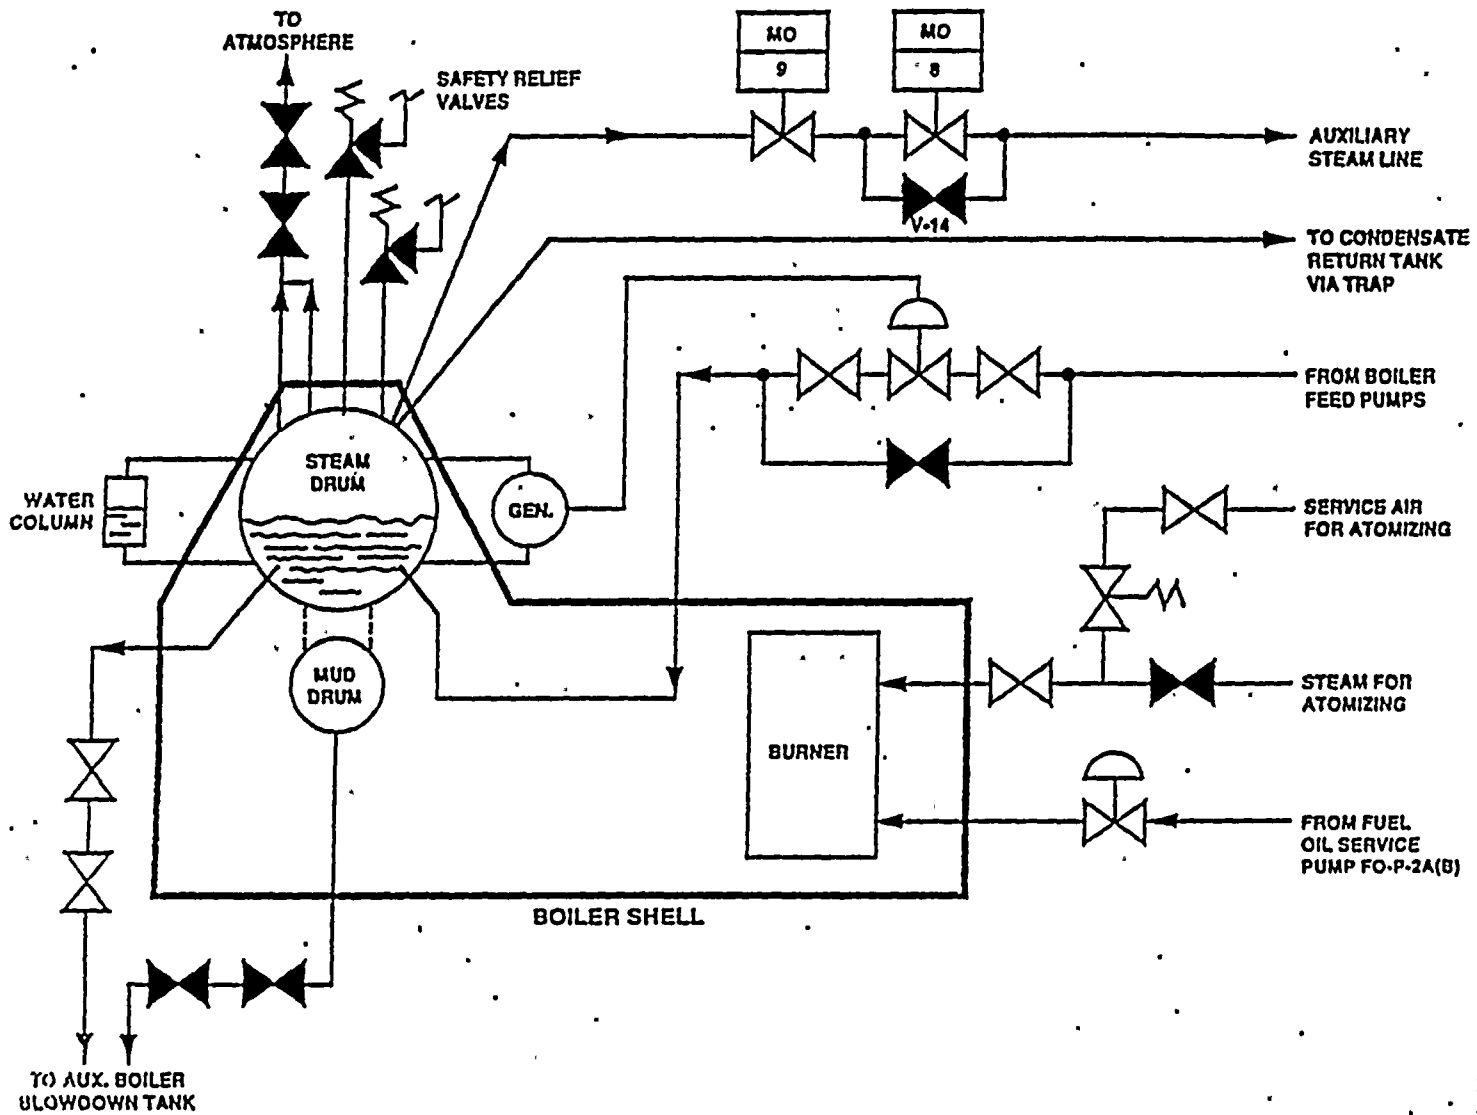 TO
ATMOSPHERE
SAFETY RELIEF
VALVES
MO
9
MO
8
AUXILIARY
STEAM LINE
V-14
TO CONDENSATE
RETURN TANK
VIA TRAP
FROM BOILER
FEED PUMPS
STEAM
DRUM
WATER
COLUMN
GEN.
SERVICE AIR
FOR ATOMIZING
MUD
DRUM
STEAM FOR
ATOMIZING
BURNER
FROM FUEL
OIL SERVICE
PUMP FO-P-2A(B)
BOILER SHELL
TO AUX. BOILER
BLOWDOWN TANK